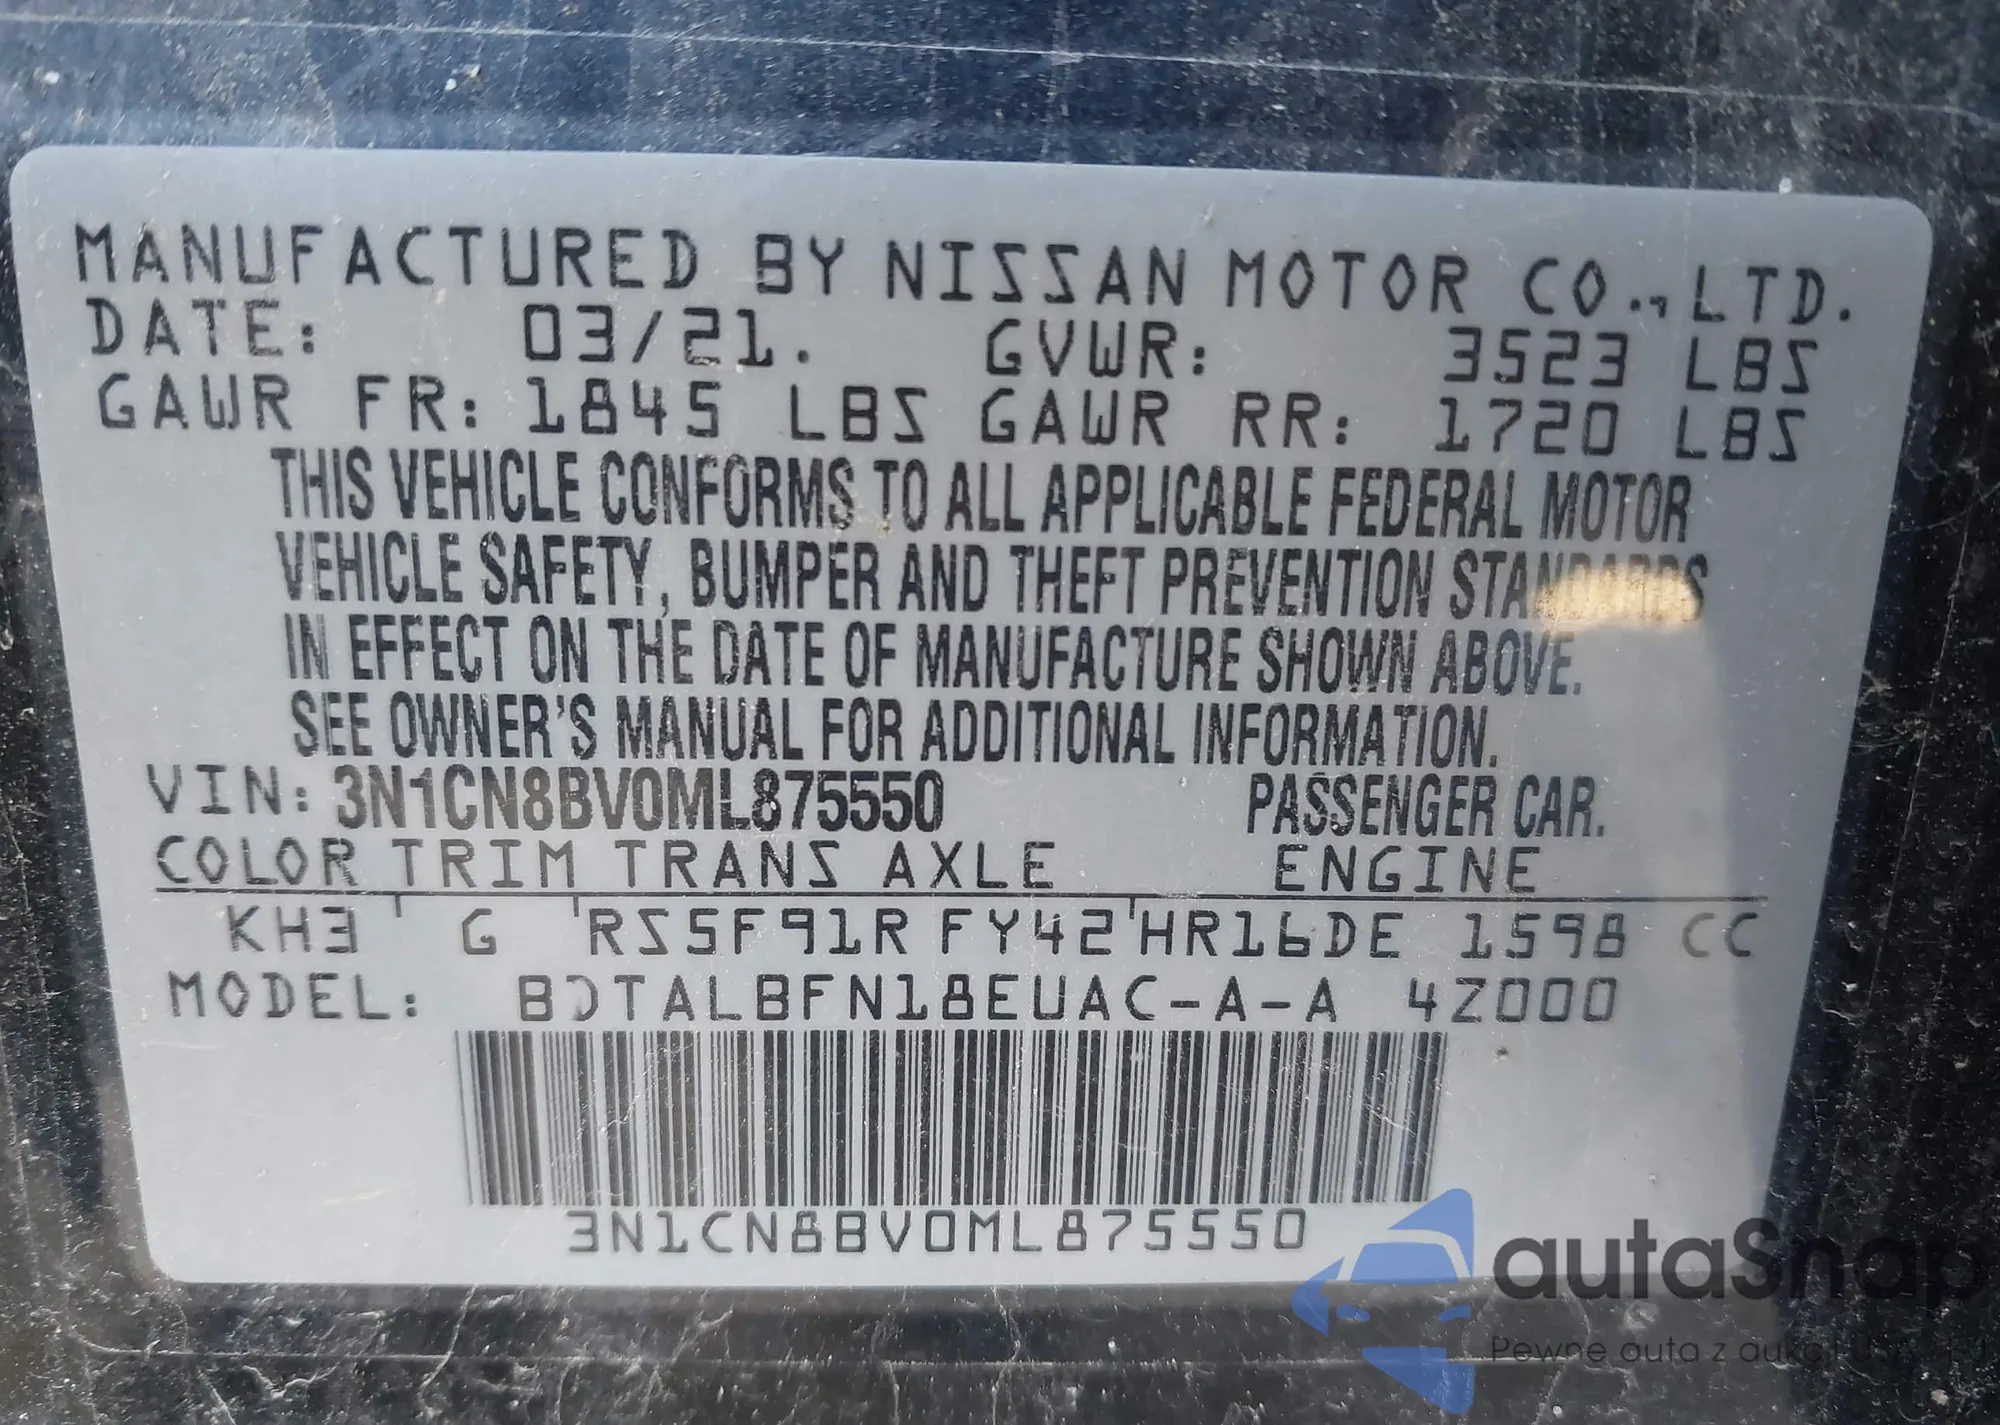 MANUFACTURED BY NISSAN MOTOR CO., LTD.
DATE: 03/21. GVWR: 3523 LBS
GAWR FR: 1845 LBS GAWR RR: 1720 LBS
THIS VEHICLE CONFORMS TO ALL APPLICABLE FEDERAL MOTOR
VEHICLE SAFETY, BUMPER AND THEFT PREVENTION STANDARDS
IN EFFECT ON THE DATE OF MANUFACTURE SHOWN ABOVE.
SEE OWNER'S MANUAL FOR ADDITIONAL INFORMATION.
VIN: 3N1CN8BV0ML875550 PASSENGER CAR.
COLOR TRIM TRANS AXLE ENGINE
KH3 G RS5F91R FY42 HR16DE 1598 CC
MODEL: BDTALBFN18EUAC-A-A 4Z000
3N1CN8BV0ML875550
autaSnap
Pewne auta z